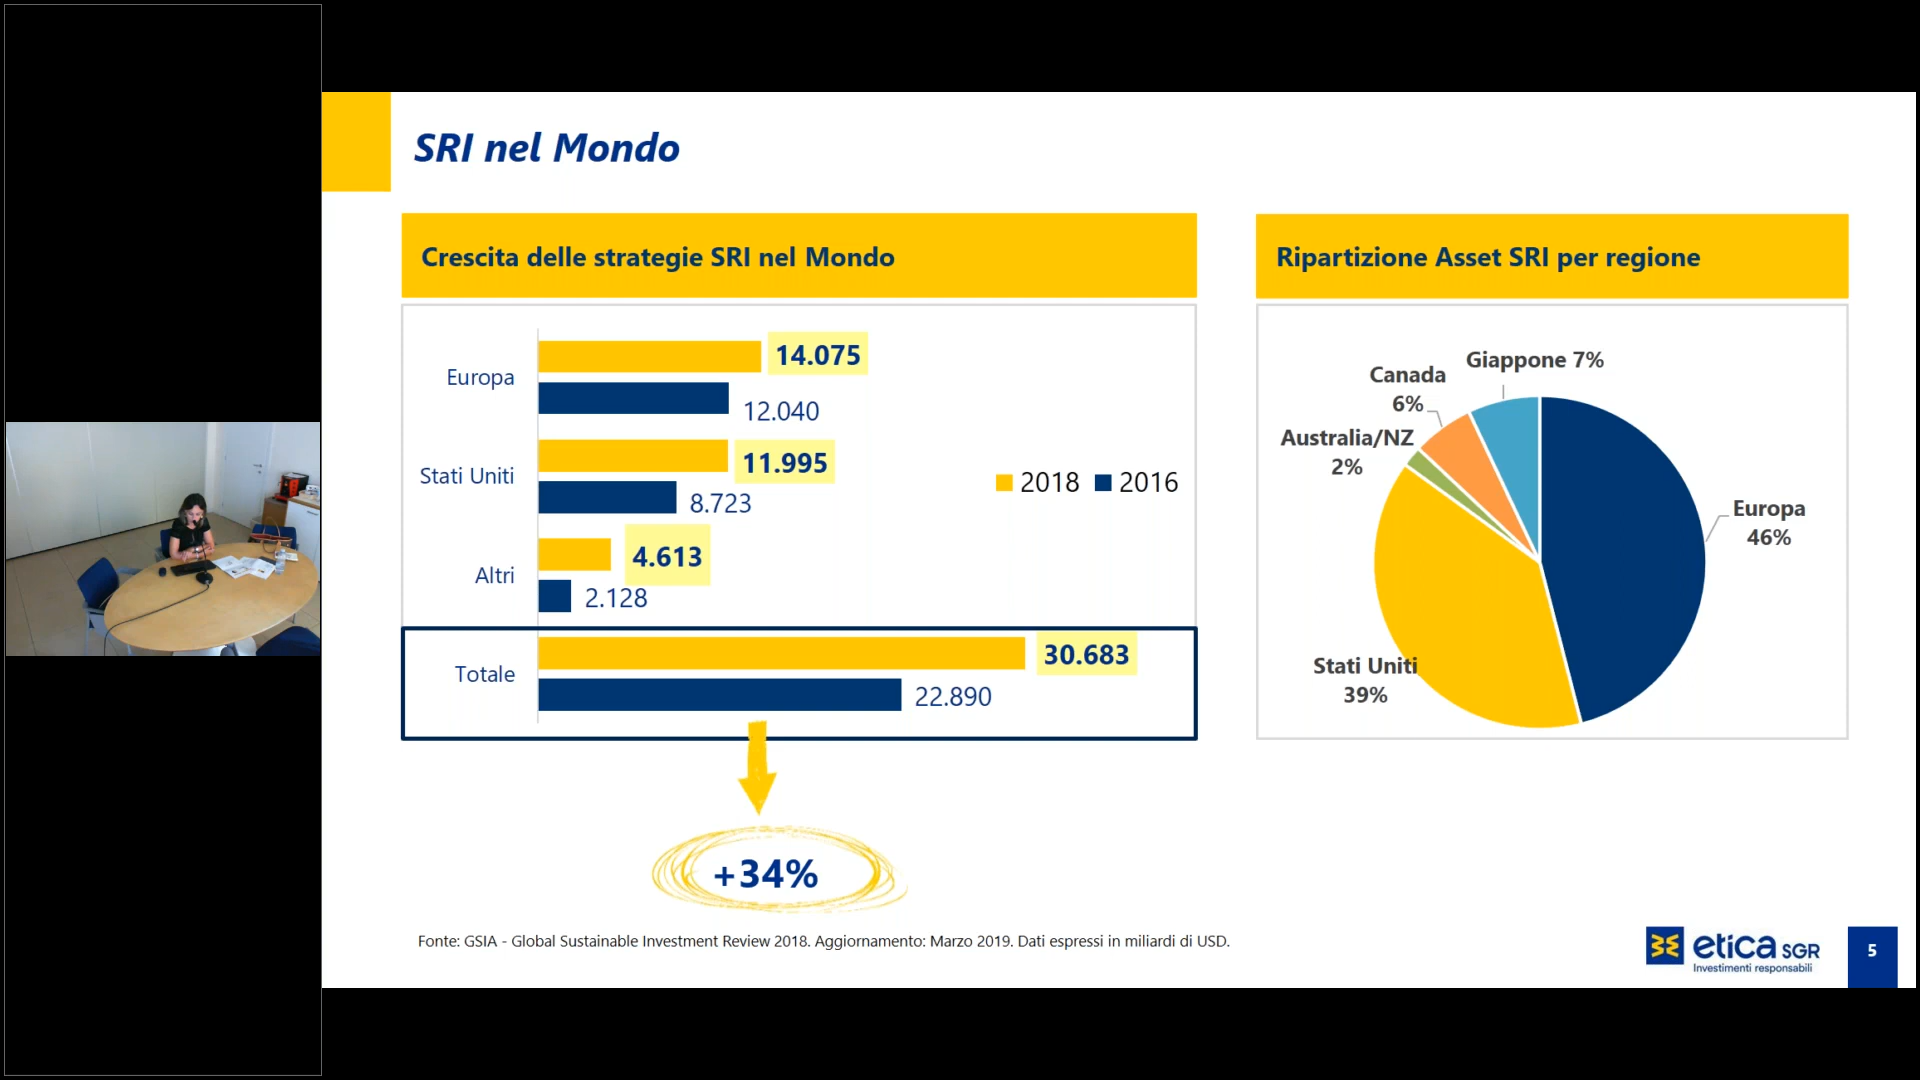 SRI nel Mondo
Crescita delle strategie SRI nel Mondo
Europa
14.075
12.040
Stati Uniti
11.995
8.723
Altri
4.613
2.128
Totale
30.683
22.890
2018 2016
+34%
Ripartizione Asset SRI per regione
Giappone 7%
Canada
6%
Australia/NZ
2%
Europa
46%
Stati Uniti
39%
Fonte: GSIA - Global Sustainable Investment Review 2018. Aggiornamento: Marzo 2019. Dati espressi in miliardi di USD.
etica SGR
Investimenti responsabili
5